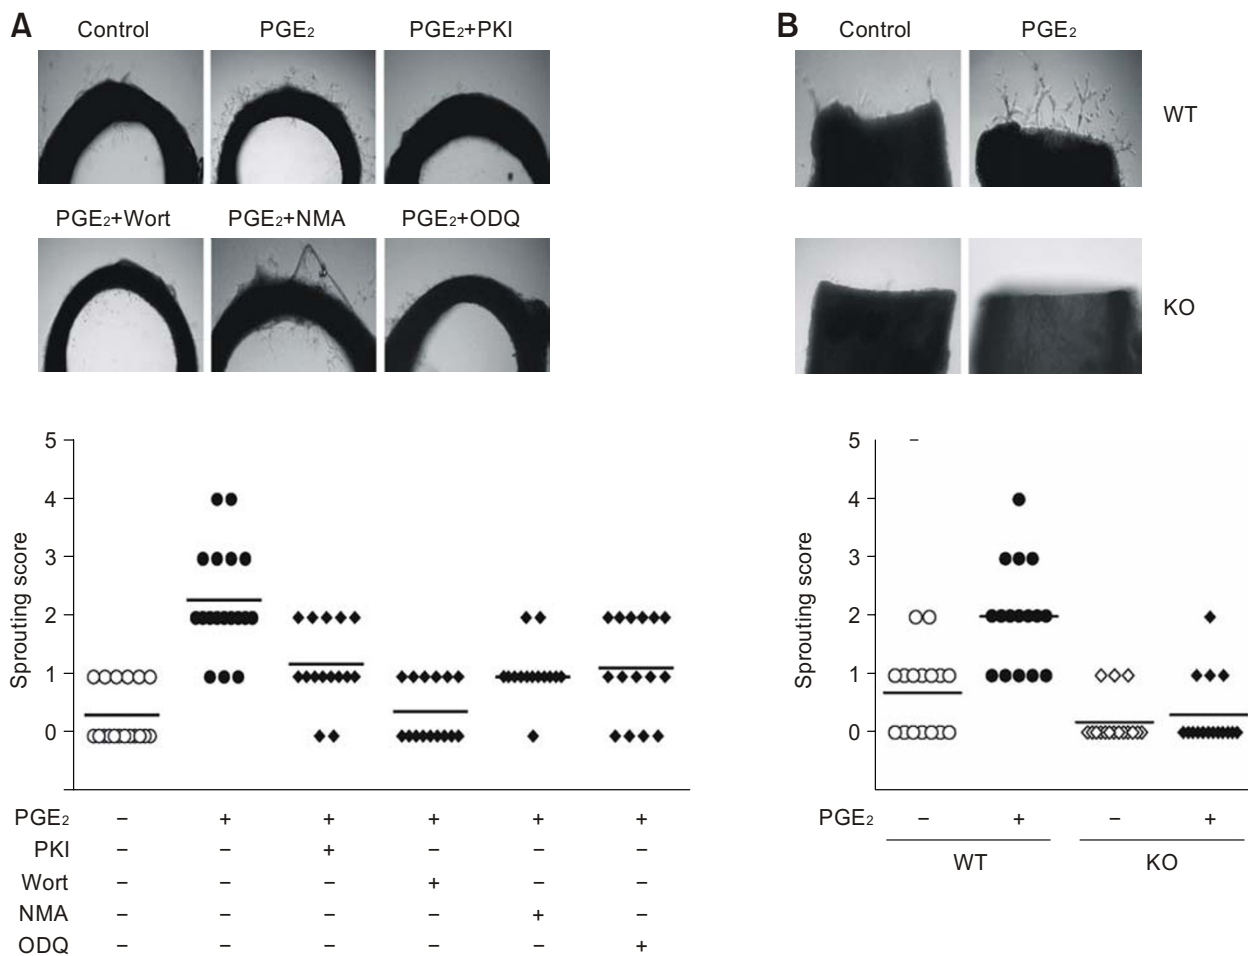 A
Control PGE₂ PGE₂+PKI
PGE₂+Wort PGE₂+NMA PGE₂+ODQ
5
4
3
2
1
0
Sprouting score
PGE₂ − + + + + +
PKI − − + − − −
Wort − − − + − −
NMA − − − − + −
ODQ − − − − − +
B
Control PGE₂
WT
KO
5
4
3
2
1
0
Sprouting score
PGE₂ − + − +
WT KO